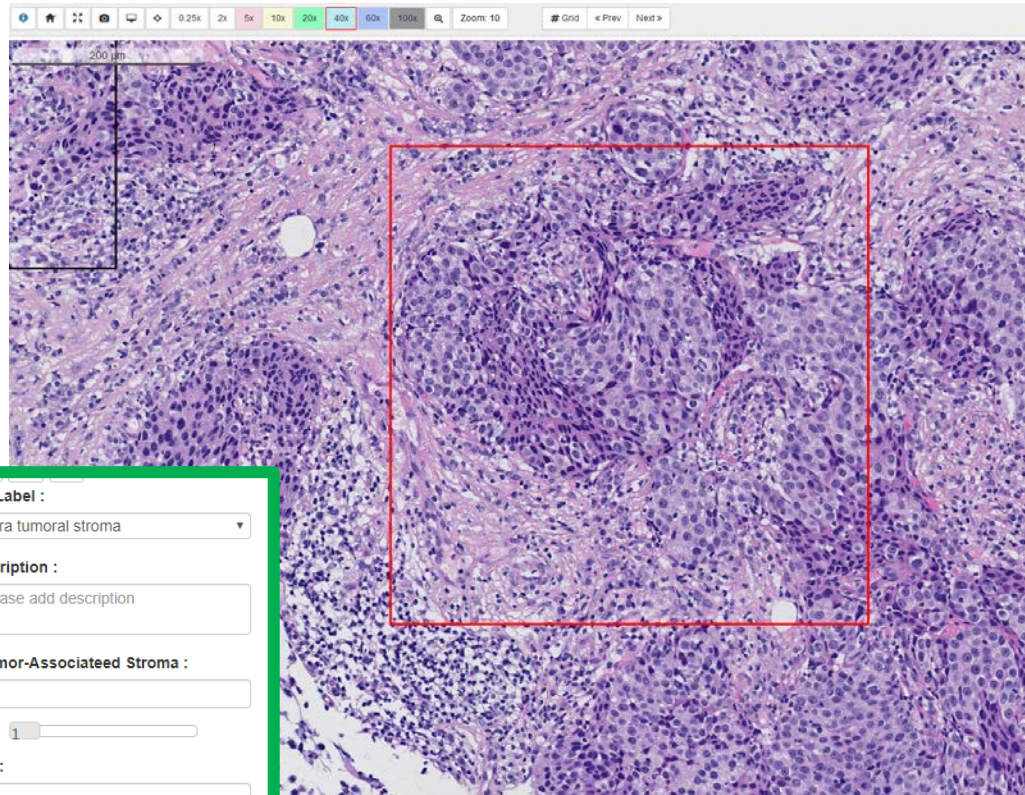 0.25x 2x 5x 10x 20x 40x 60x 100x Zoom: 10 # Grid « Prev Next »
200 µm
Label :
ra tumoral stroma
ription :
ase add description
mor-Associateed Stroma :
1
: